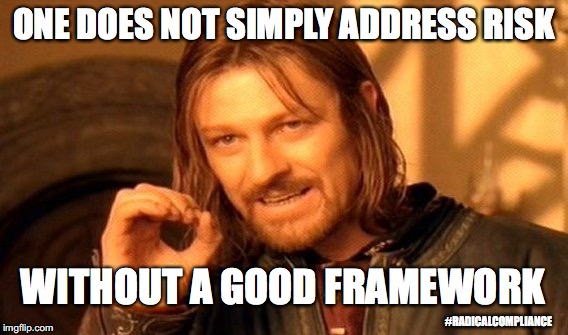 ONE DOES NOT SIMPLY ADDRESS RISK
WITHOUT A GOOD FRAMEWORK
#RADICALCOMPLIANCE
imgflip.com